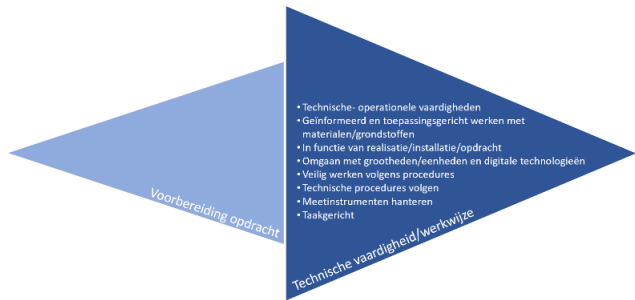 • Technische- operationele vaardigheden
• Geïnformeerd en toepassingsgericht werken met
materialen/grondstoffen
• In functie van realisatie/installatie/opdracht
• Omgaan met grootheden/eenheden en digitale technologieën
• Veilig werken volgens procedures
• Technische procedures volgen
• Meetinstrumenten hanteren
• Taakgericht
Voorbereiding opdracht
Technische vaardigheid/werkwijze